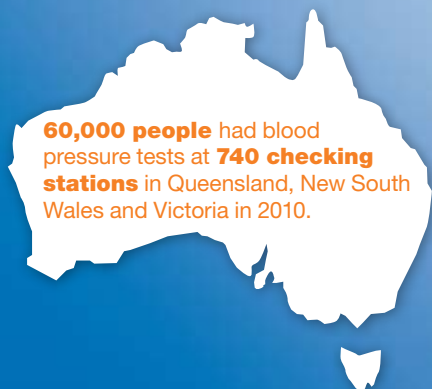 60,000 people had blood
pressure tests at 740 checking
stations in Queensland, New South
Wales and Victoria in 2010.